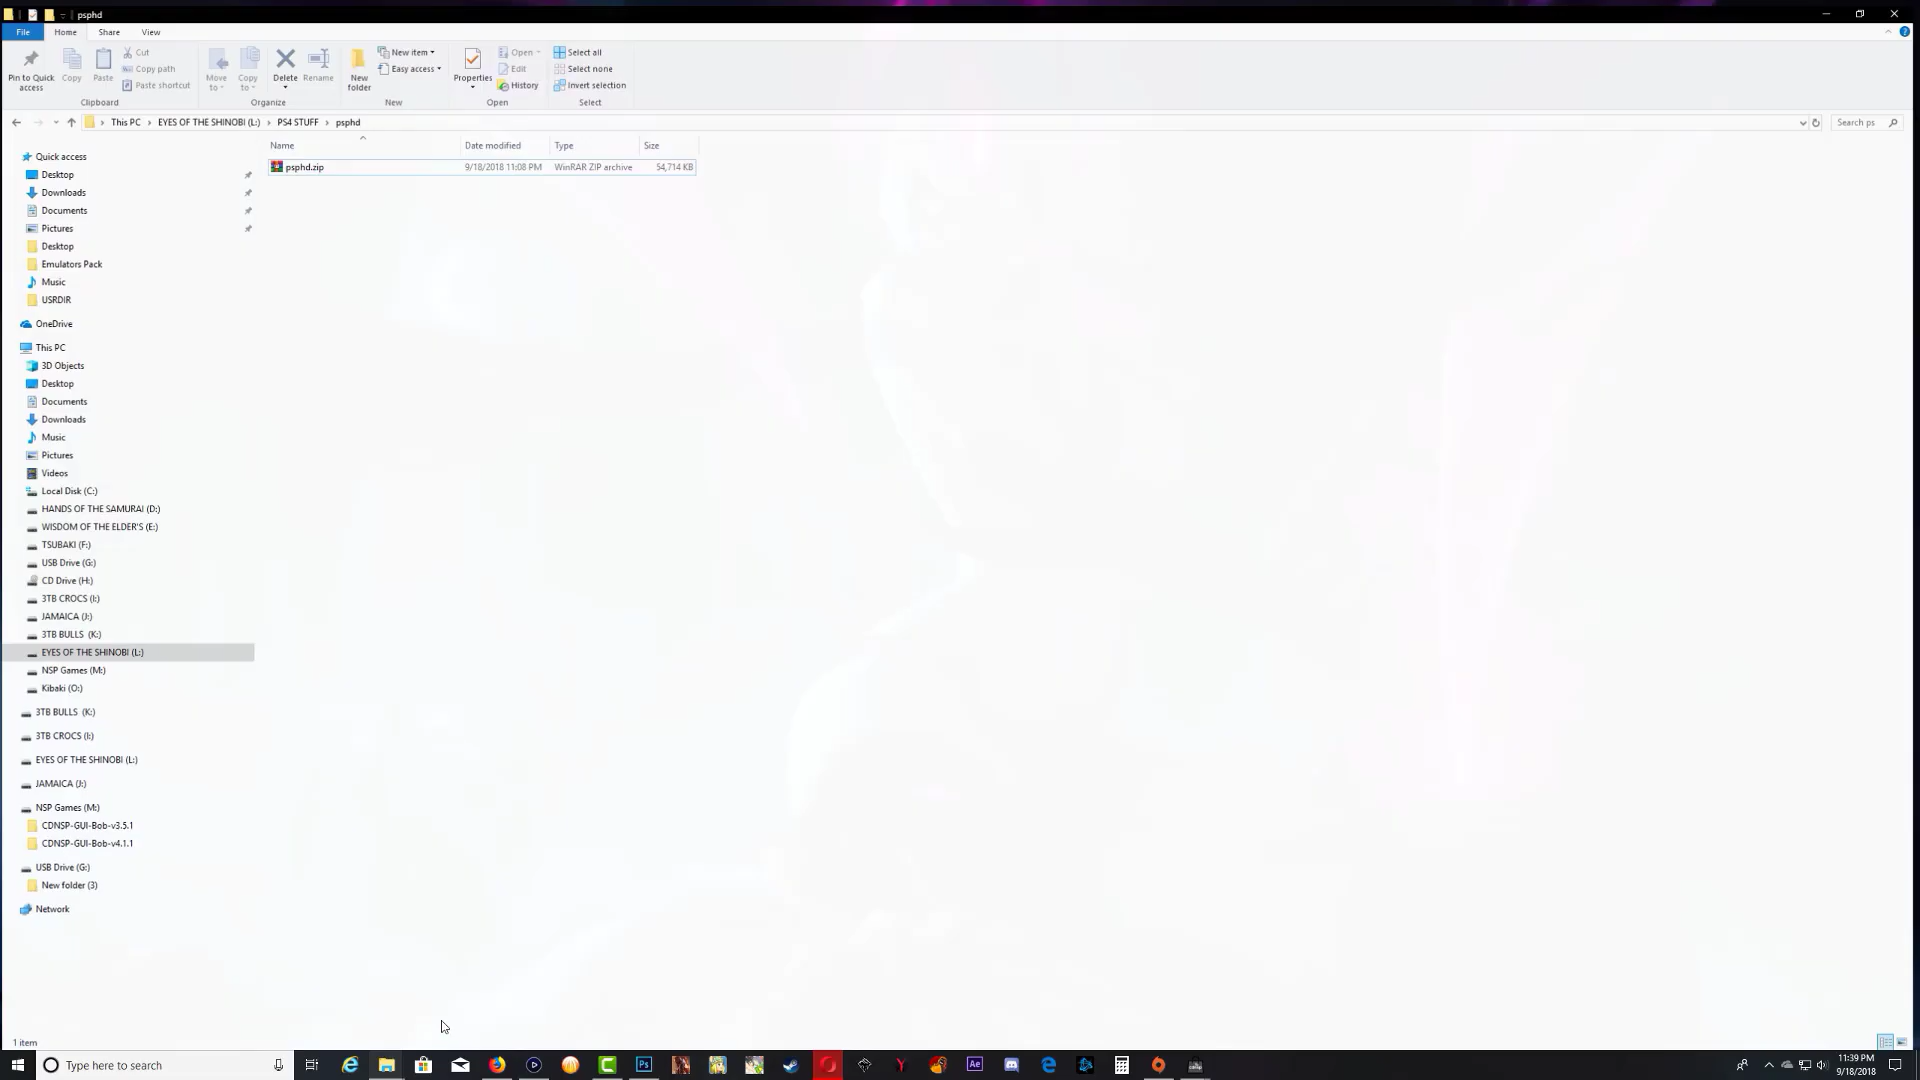 psphd
File Home Share View
Pin to Quick access
Copy
Paste
Cut
Copy path
Paste shortcut
Clipboard
Move to
Copy to
Delete
Rename
Organize
New folder
New item
Easy access
New
Properties
Open
Edit
History
Open
Select all
Select none
Invert selection
Select
This PC > EYES OF THE SHINOBI (L:) > PS4 STUFF > psphd
Search ps
Name Date modified Type Size
psphd.zip 9/18/2018 11:08 PM WinRAR ZIP archive 54,714 KB
Quick access
Desktop
Downloads
Documents
Pictures
Desktop
Emulators Pack
Music
USRDIR
OneDrive
This PC
3D Objects
Desktop
Documents
Downloads
Music
Pictures
Videos
Local Disk (C:)
HANDS OF THE SAMURAI (D:)
WISDOM OF THE ELDER'S (E:)
TSUBAKI (F:)
USB Drive (G:)
CD Drive (H:)
3TB CROCS (I:)
JAMAICA (J:)
3TB BULLS (K:)
EYES OF THE SHINOBI (L:)
NSP Games (M:)
Kibaki (O:)
3TB BULLS (K:)
3TB CROCS (I:)
EYES OF THE SHINOBI (L:)
JAMAICA (J:)
NSP Games (M:)
CDNSP-GUI-Bob-v3.5.1
CDNSP-GUI-Bob-v4.1.1
USB Drive (G:)
New folder (3)
Network
1 item
Type here to search
Ps
Ae
11:39 PM
9/18/2018